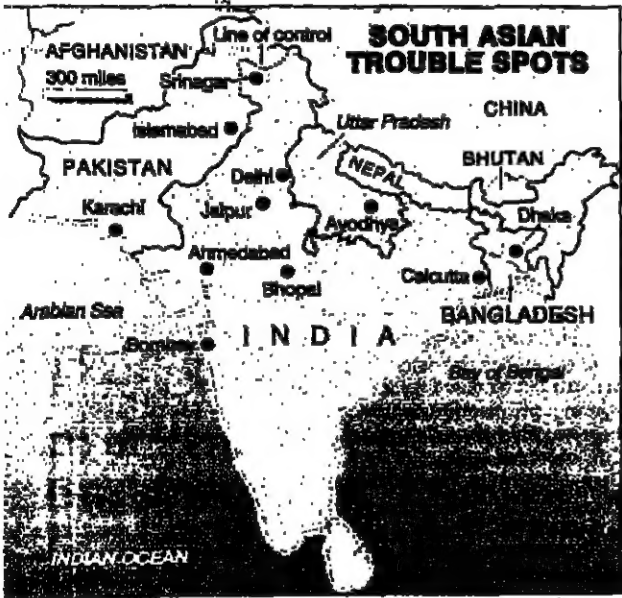 SOUTH ASIAN
TROUBLE SPOTS
AFGHANISTAN
300 miles
Line of control
Srinagar
Islamabad
CHINA
Uttar Pradesh
PAKISTAN
NEPAL
BHUTAN
Delhi
Karachi
Jaipur
Ayodhya
Dhaka
Ahmedabad
Bhopal
Calcutta
Arabian Sea
BANGLADESH
Bombay
INDIA
Bay of Bengal
INDIAN OCEAN